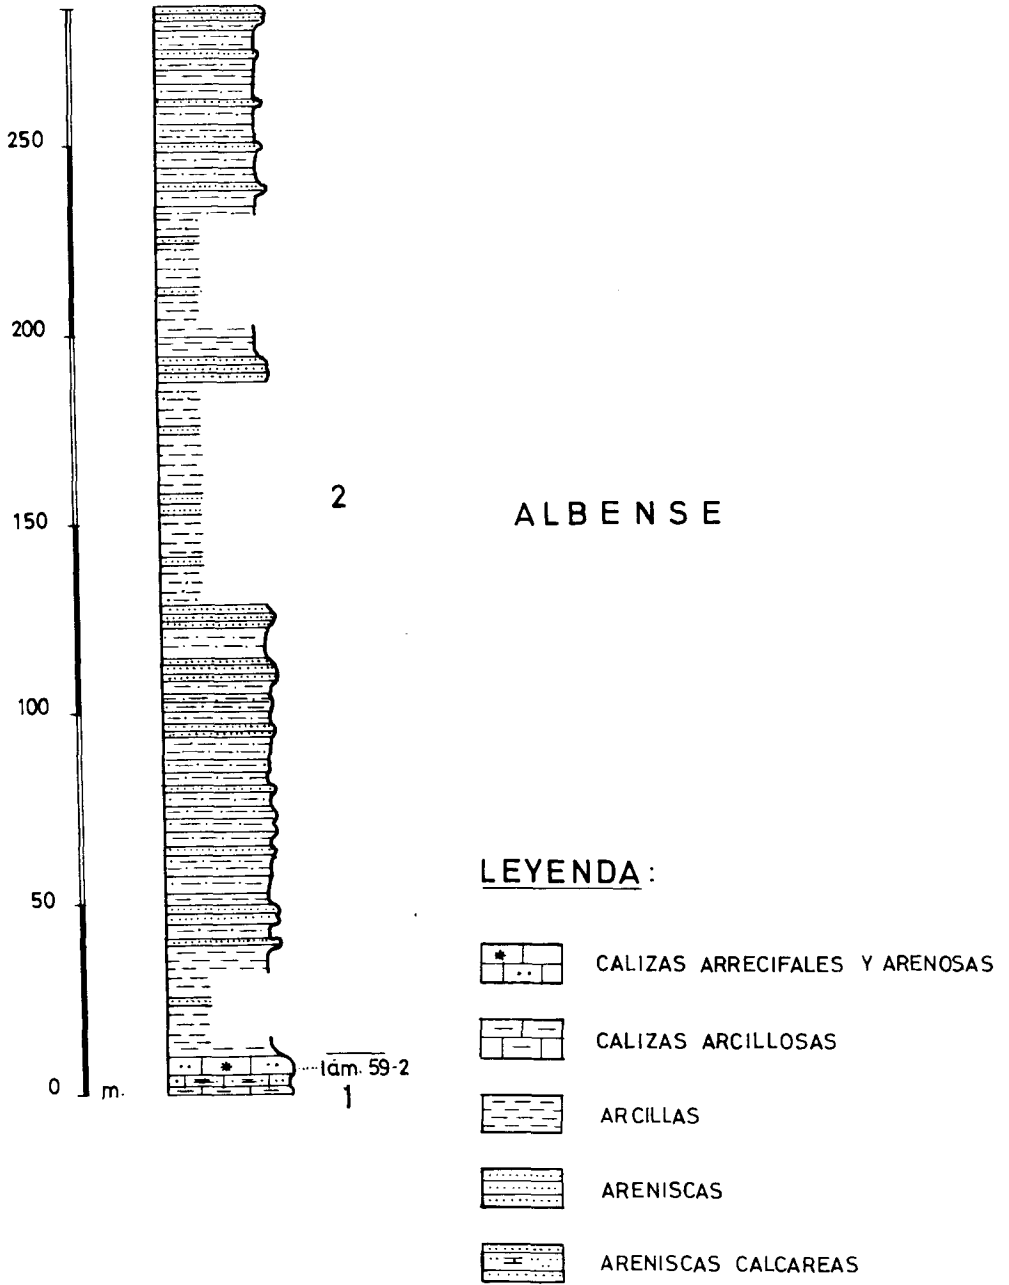 250
200
2
150
ALBENSE
100
LEYENDA:
50
CALIZAS ARRECIFALES Y ARENOSAS
CALIZAS ARCILLOSAS
lám. 59-2
0 m.
1
ARCILLAS
ARENISCAS
ARENISCAS CALCAREAS